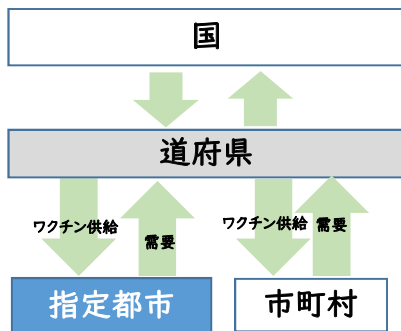 国
道府県
ワクチン供給
需要
ワクチン供給
需要
指定都市
市町村